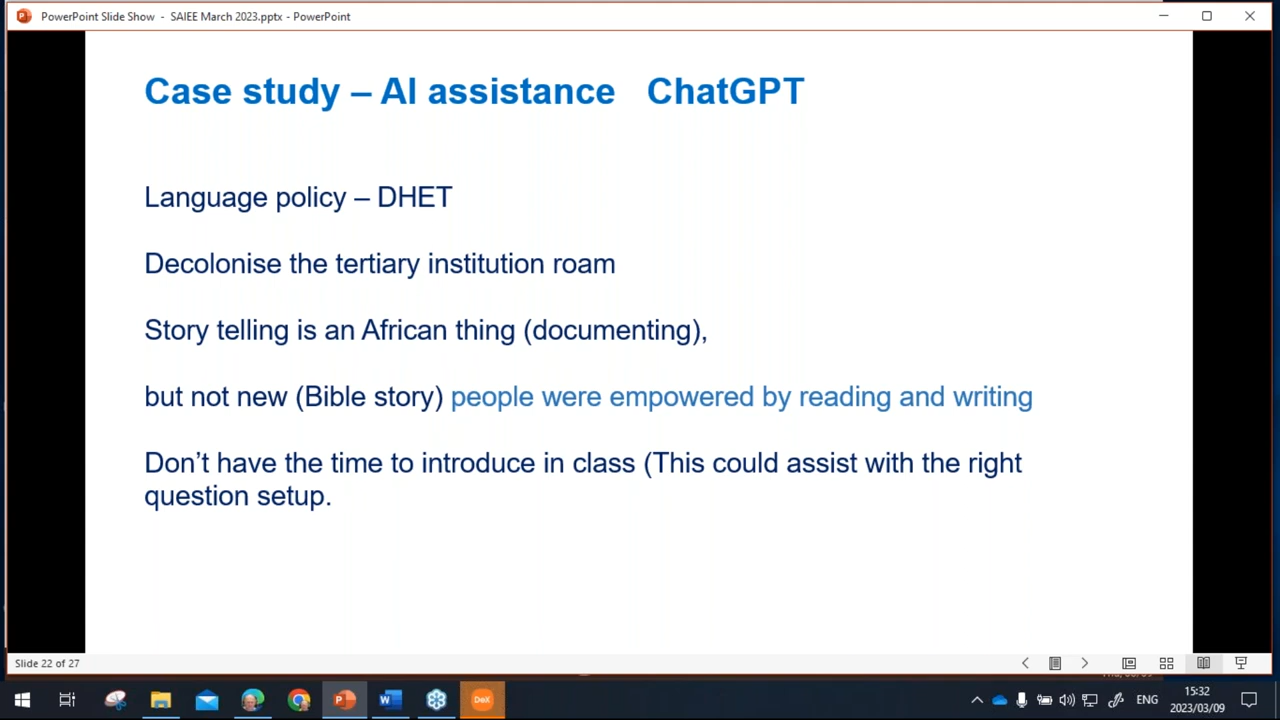 PowerPoint Slide Show - SAIEE March 2023.pptx - PowerPoint
Case study – AI assistance ChatGPT
Language policy – DHET
Decolonise the tertiary institution roam
Story telling is an African thing (documenting),
but not new (Bible story) people were empowered by reading and writing
Don’t have the time to introduce in class (This could assist with the right
question setup.
Slide 22 of 27
DeX
ENG
15:32
2023/03/09